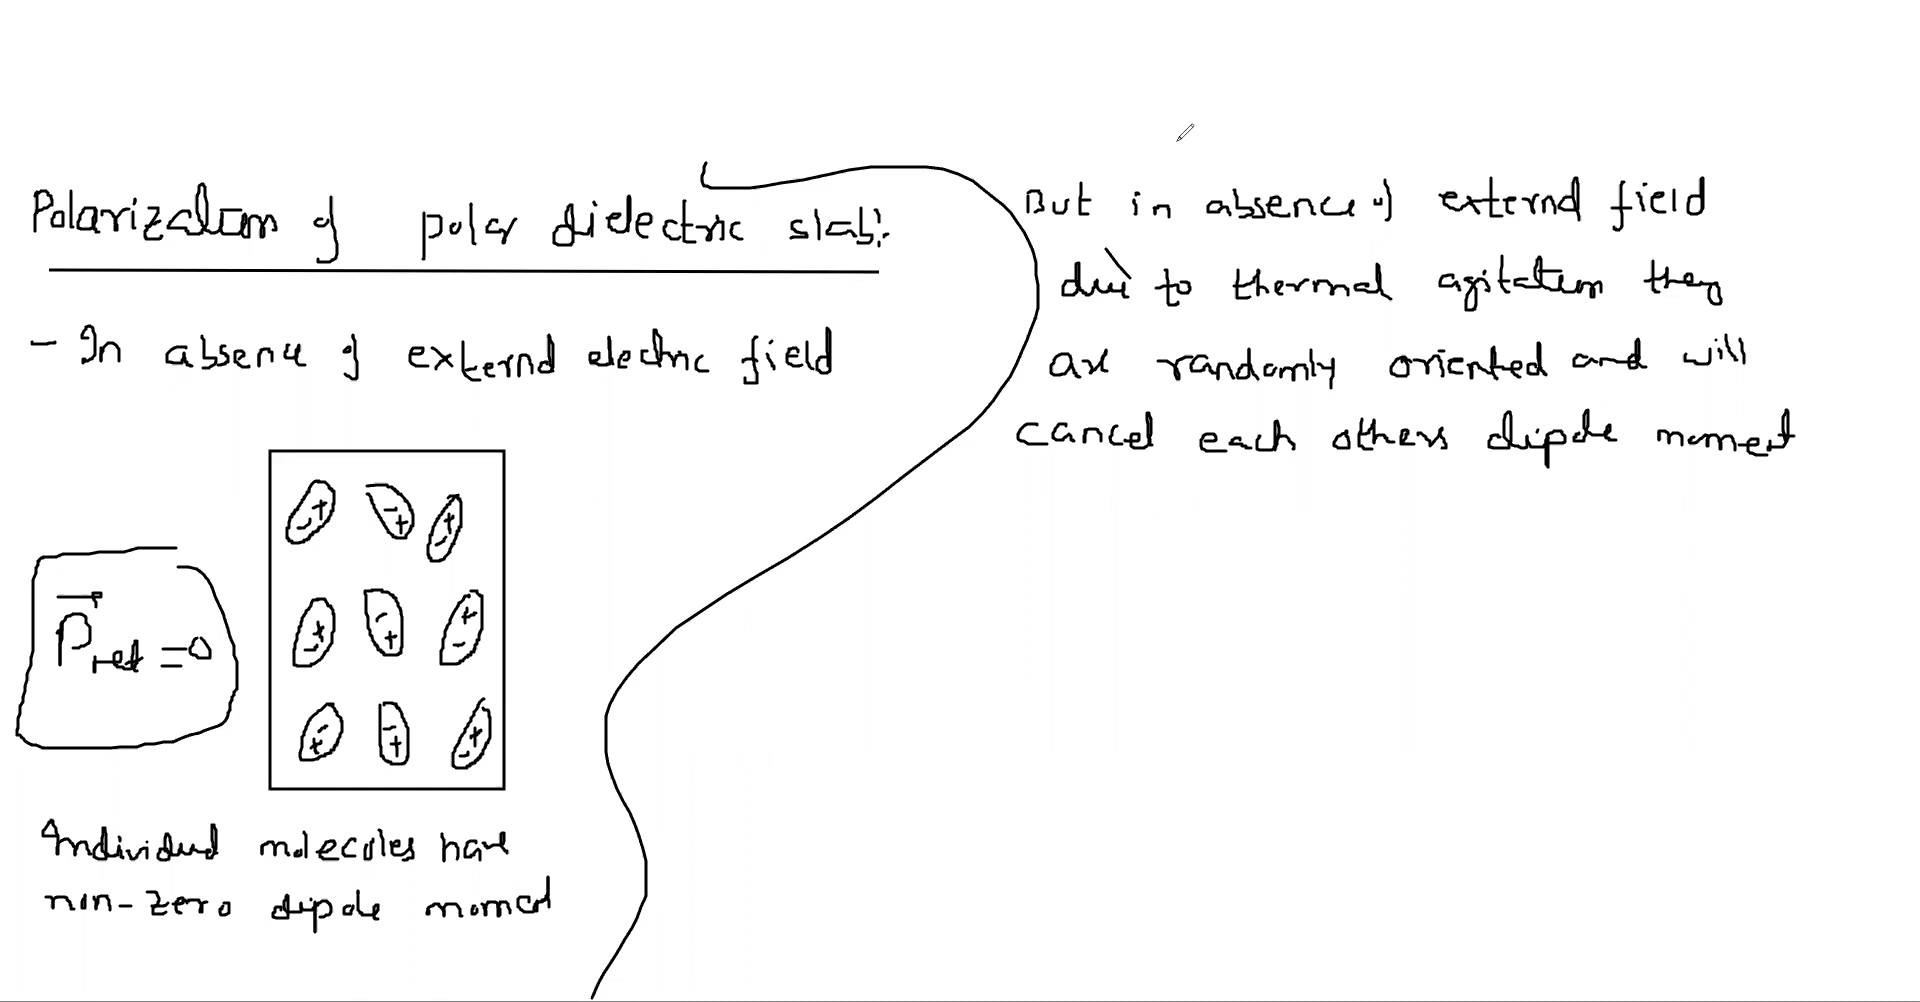 Polarization of polar dielectric slab:
- In absence of external electric field
P net = 0
Individual molecules have
non-zero dipole moment
But in absence of external field
due to thermal agitation they
are randomly oriented and will
cancel each others dipole moment